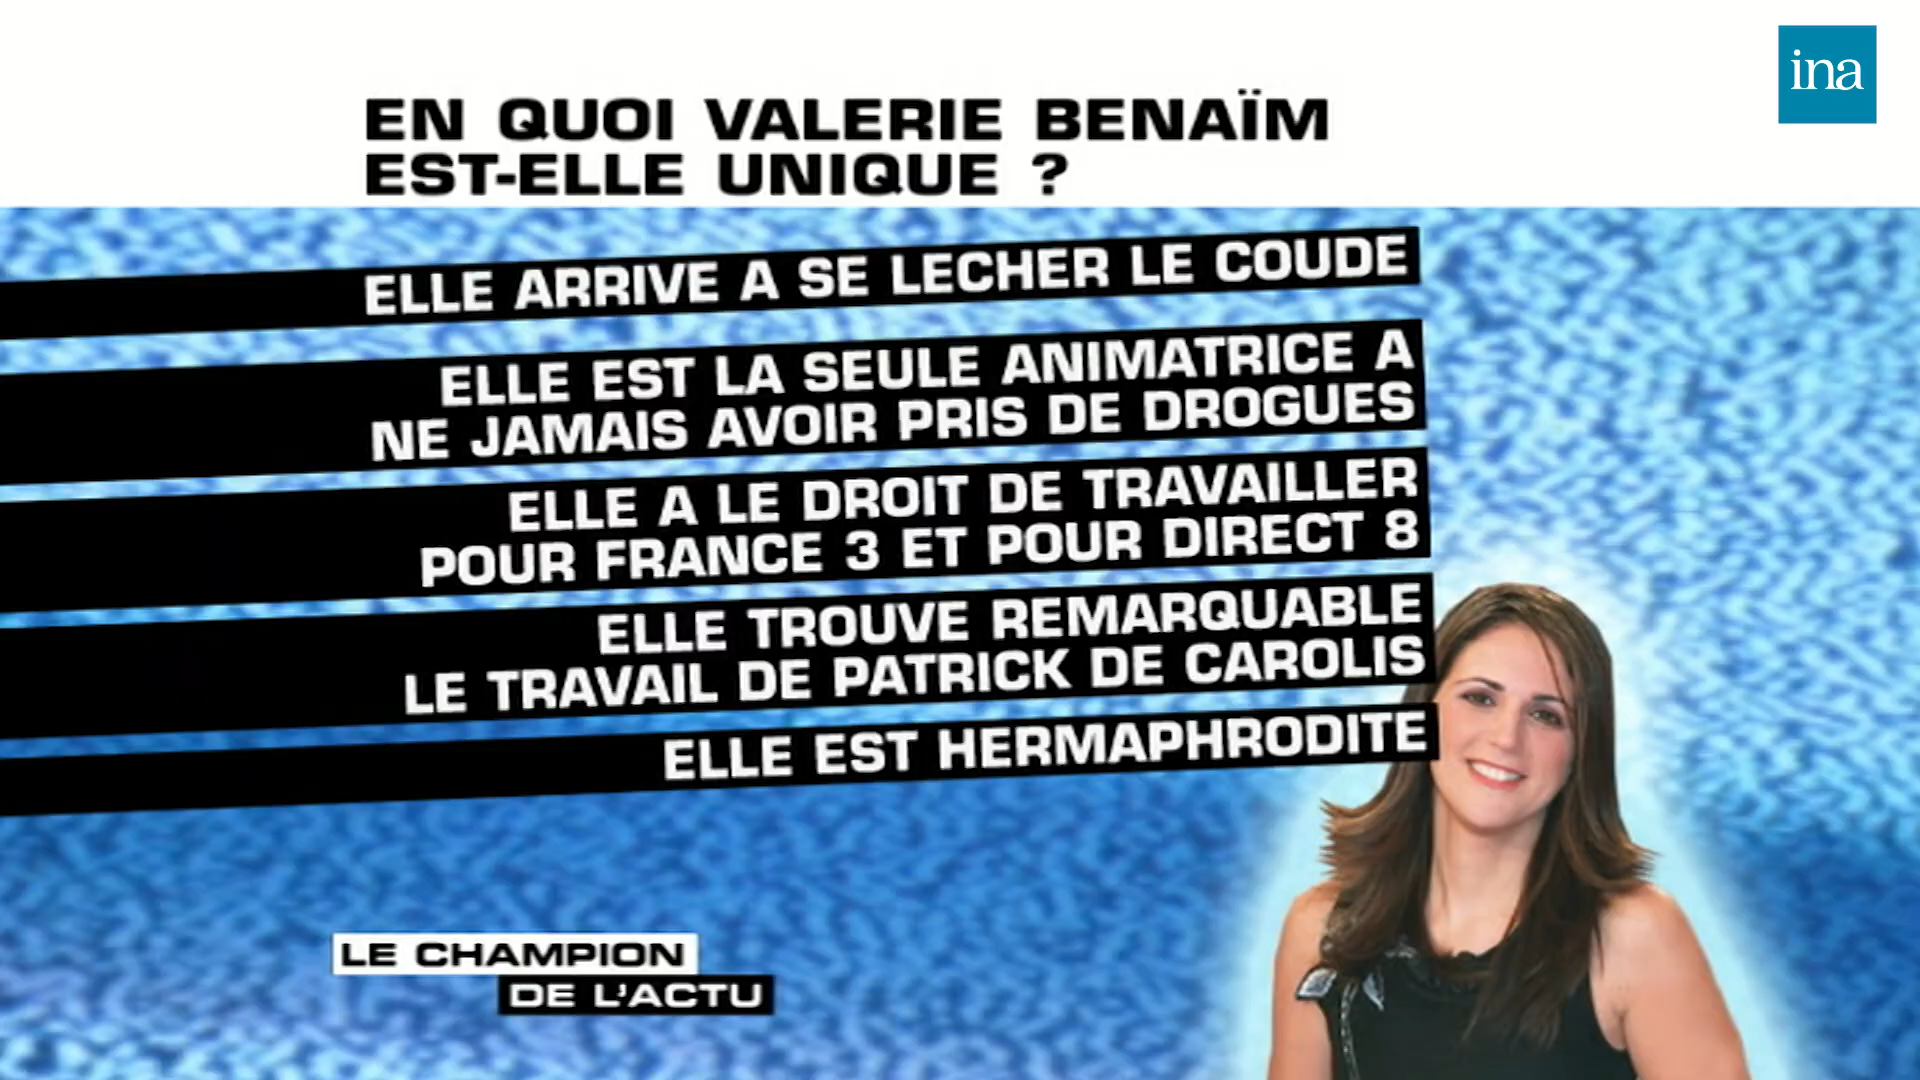 ina
EN QUOI VALERIE BENAÏM
EST-ELLE UNIQUE ?
ELLE ARRIVE A SE LECHER LE COUDE
ELLE EST LA SEULE ANIMATRICE A
NE JAMAIS AVOIR PRIS DE DROGUES
ELLE A LE DROIT DE TRAVAILLER
POUR FRANCE 3 ET POUR DIRECT 8
ELLE TROUVE REMARQUABLE
LE TRAVAIL DE PATRICK DE CAROLIS
ELLE EST HERMAPHRODITE
LE CHAMPION
DE L'ACTU